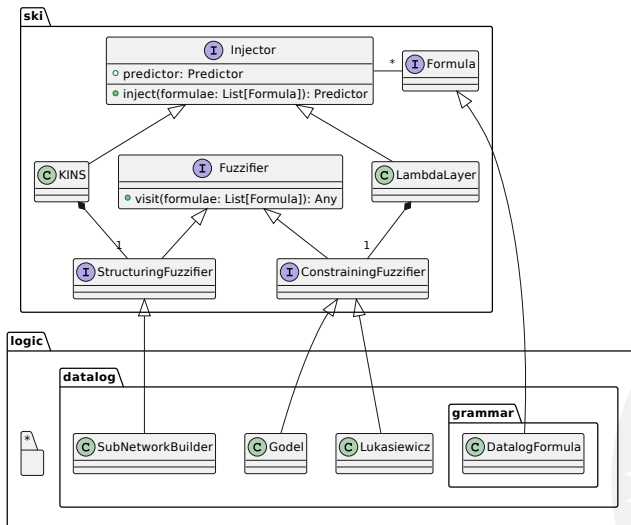 ski
I Injector
predictor: Predictor
inject(formulae: List[Formula]): Predictor
*
I Formula
C KINS
I Fuzzifier
visit(formulae: List[Formula]): Any
C LambdaLayer
1
1
I StructuringFuzzifier
I ConstrainingFuzzifier
logic
datalog
*
C SubNetworkBuilder
C Godel
C Lukasiewicz
grammar
C DatalogFormula